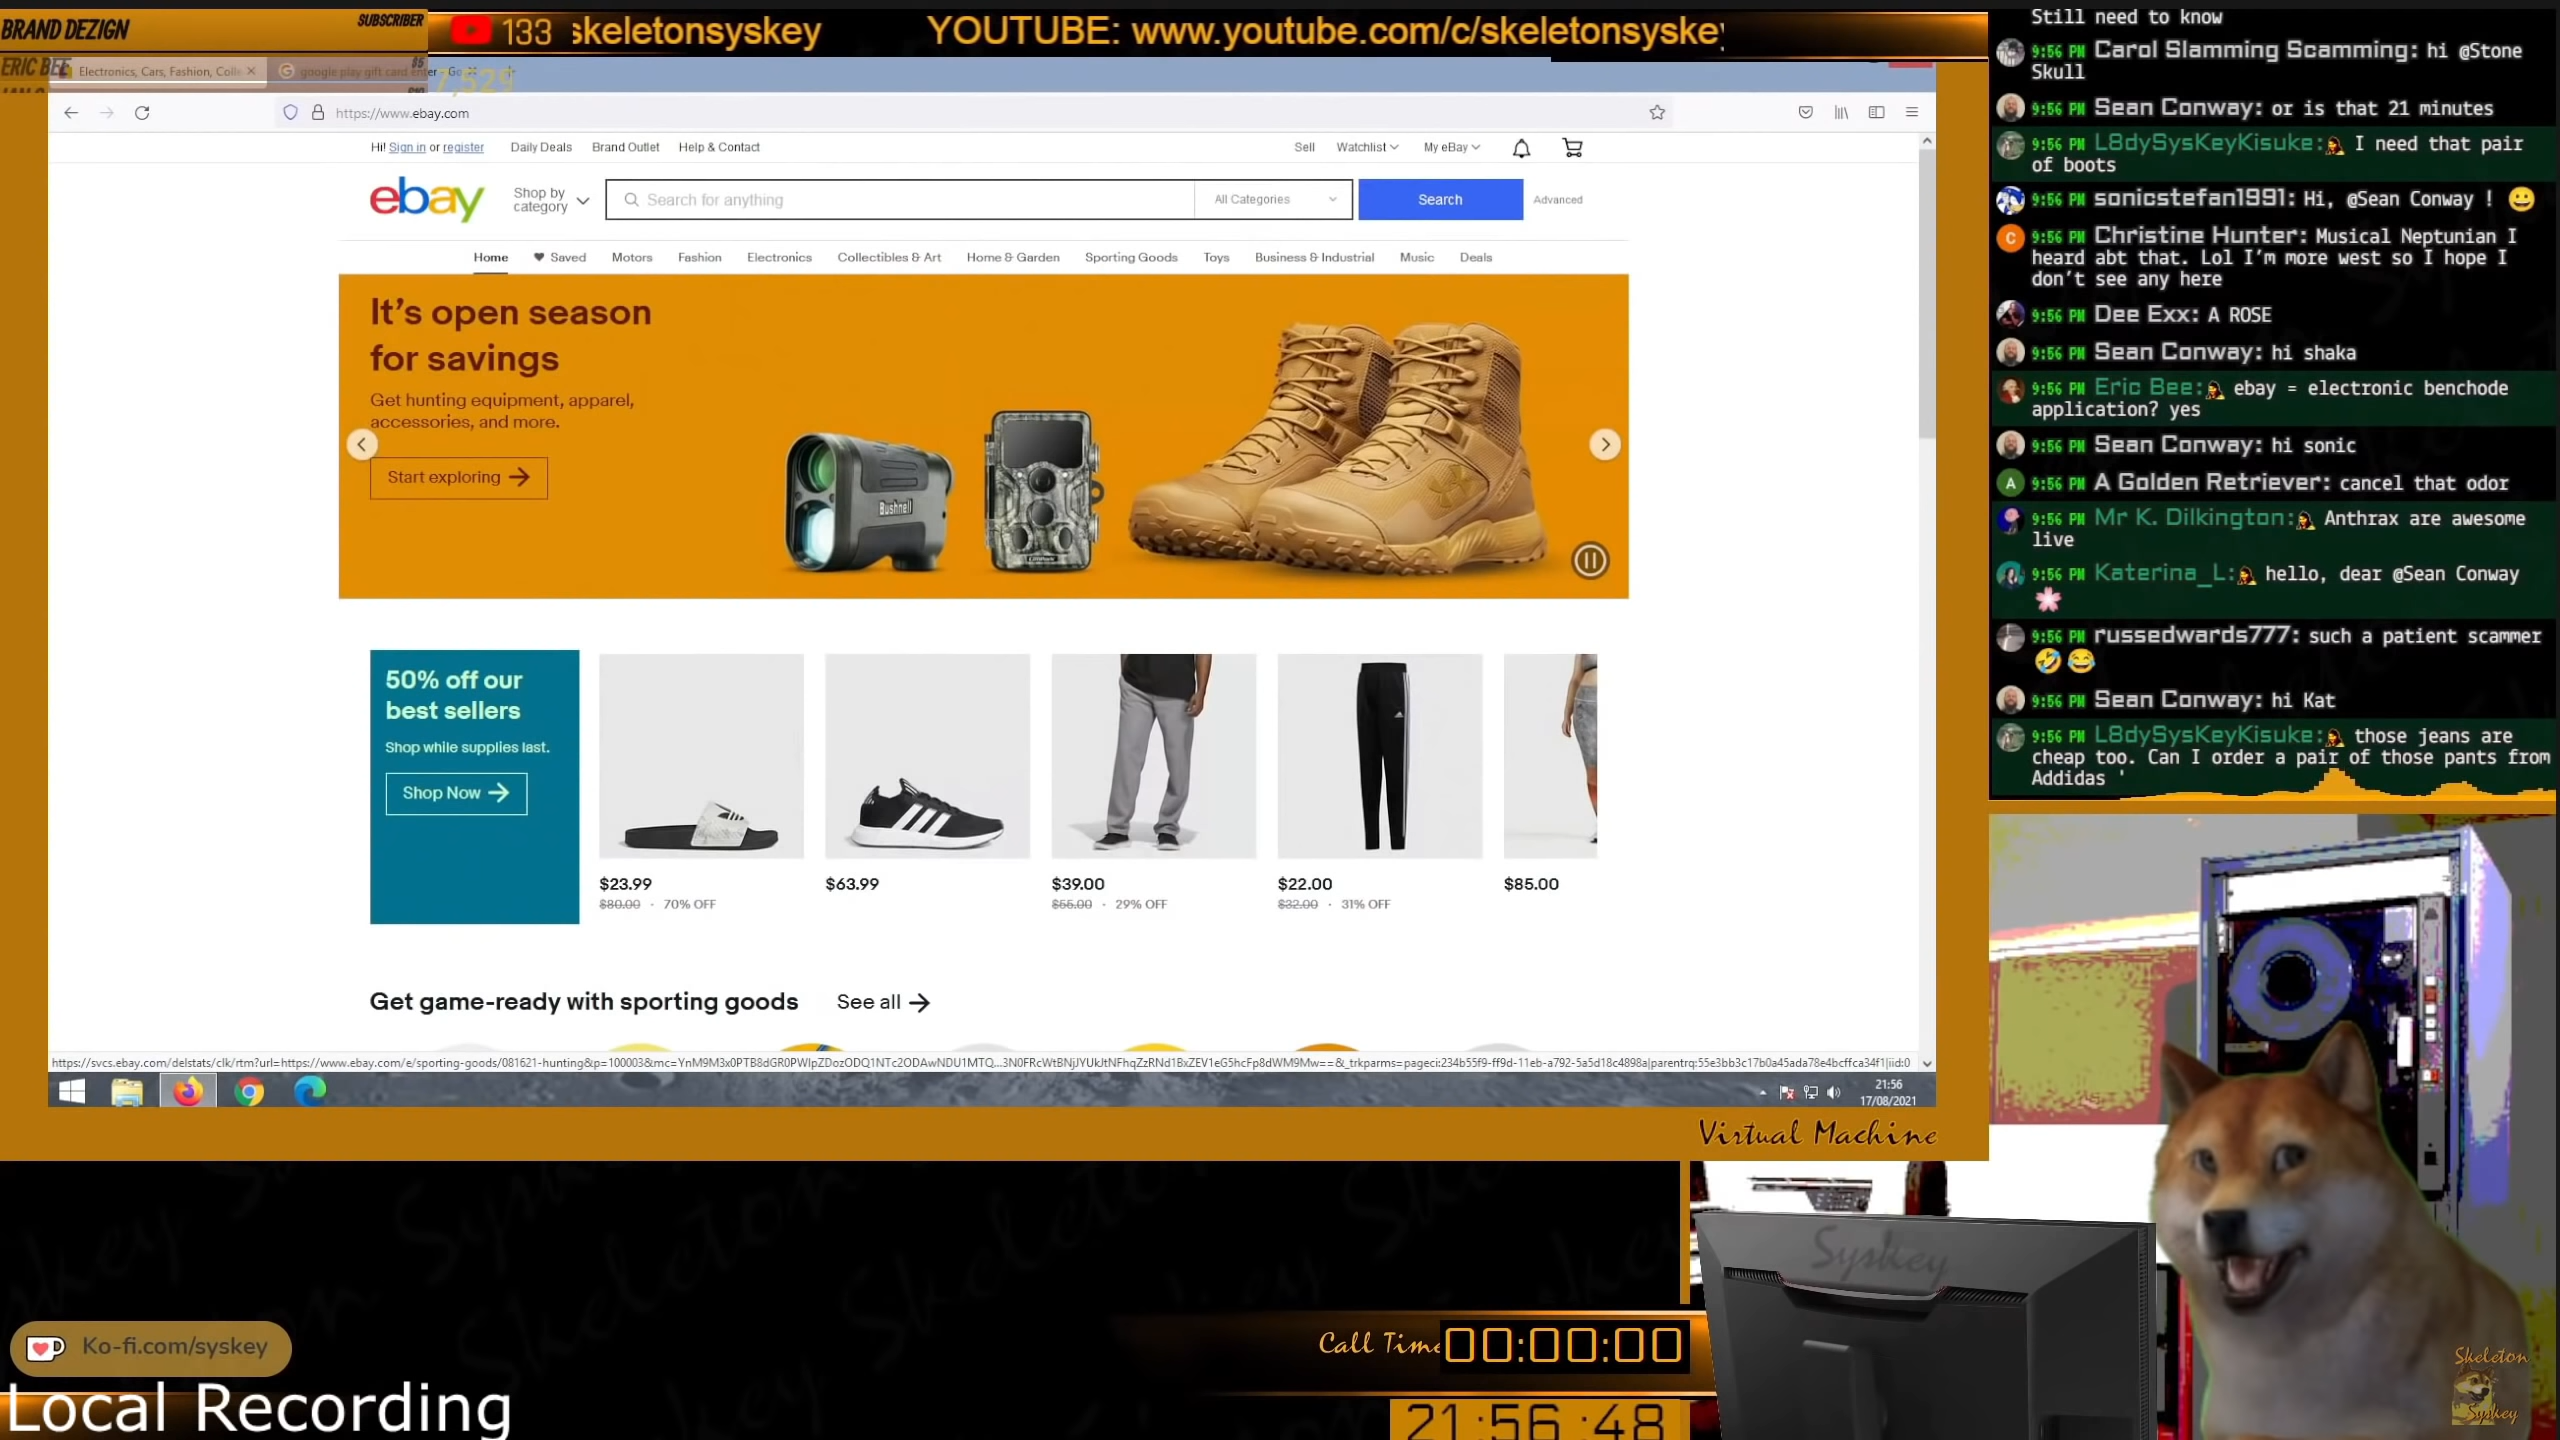 BRAND DEZIGN
SUBSCRIBER
ERIC BEE
$5
133
skeletonsyskey
YOUTUBE: www.youtube.com/c/skeletonsyskey
7,529
Electronics, Cars, Fashion, Colle
google play gift card enter - Go
https://www.ebay.com
Hi! Sign in or register
Daily Deals
Brand Outlet
Help & Contact
Sell
Watchlist
My eBay
ebay
Shop by
category
Search for anything
All Categories
Search
Advanced
Home
Saved
Motors
Fashion
Electronics
Collectibles & Art
Home & Garden
Sporting Goods
Toys
Business & Industrial
Music
Deals
It's open season
for savings
Get hunting equipment, apparel,
accessories, and more.
Start exploring
Bushnell
50% off our
best sellers
Shop while supplies last.
Shop Now
$23.99
$80.00 · 70% OFF
$63.99
$39.00
$55.00 · 29% OFF
$22.00
$32.00 · 31% OFF
$85.00
Get game-ready with sporting goods
See all
21:56
17/08/2021
Virtual Machine
Still need to know
9:56 PM Carol Slamming Scamming: hi @Stone
Skull
9:56 PM Sean Conway: or is that 21 minutes
9:56 PM L8dySysKeyKisuke: I need that pair
of boots
9:56 PM sonicstefan1991: Hi, @Sean Conway ! 😀
9:56 PM Christine Hunter: Musical Neptunian I
heard abt that. Lol I'm more west so I hope I
don't see any here
9:56 PM Dee Exx: A ROSE
9:56 PM Sean Conway: hi shaka
9:56 PM Eric Bee: ebay = electronic benchode
application? yes
9:56 PM Sean Conway: hi sonic
A
9:56 PM A Golden Retriever: cancel that odor
9:56 PM Mr K. Dilkington: Anthrax are awesome
live
9:56 PM Katerina_L: hello, dear @Sean Conway
🌸
9:56 PM russedwards777: such a patient scammer
🤣😂
9:56 PM Sean Conway: hi Kat
9:56 PM L8dySysKeyKisuke: those jeans are
cheap too. Can I order a pair of those pants from
Addidas '
Syskey
Skeleton
Syskey
Call Time
00:00:00
21:56:48
Ko-fi.com/syskey
Local Recording